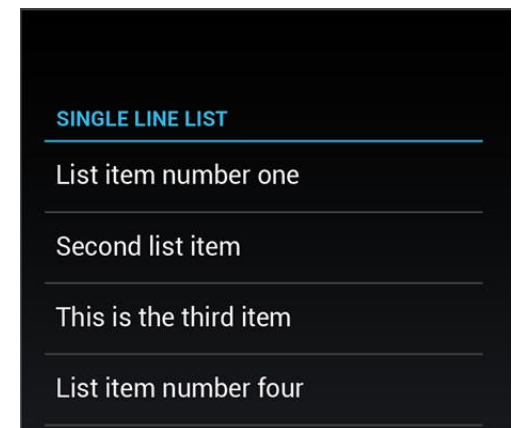 SINGLE LINE LIST
List item number one
Second list item
This is the third item
List item number four